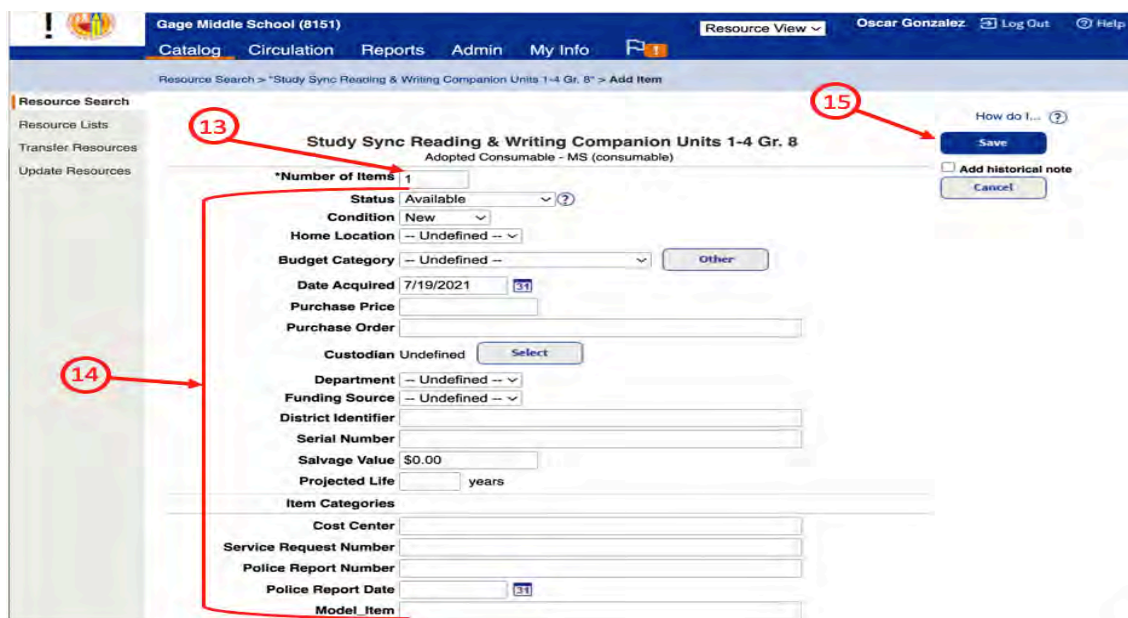 !
Gage Middle School (8151)
Resource View
Oscar Gonzalez Log Out ? Help
Catalog Circulation Reports Admin My Info !
Resource Search > "Study Sync Reading & Writing Companion Units 1-4 Gr. 8" > Add Item
Resource Search
Resource Lists
Transfer Resources
Update Resources
13
15
How do I... ?
Study Sync Reading & Writing Companion Units 1-4 Gr. 8
Adopted Consumable - MS (consumable)
Save
Add historical note
Cancel
*Number of Items 1
Status Available ?
Condition New
Home Location -- Undefined --
Budget Category -- Undefined -- Other
Date Acquired 7/19/2021 31
Purchase Price
Purchase Order
Custodian Undefined Select
14
Department -- Undefined --
Funding Source -- Undefined --
District Identifier
Serial Number
Salvage Value $0.00
Projected Life years
Item Categories
Cost Center
Service Request Number
Police Report Number
Police Report Date 31
Model_Item